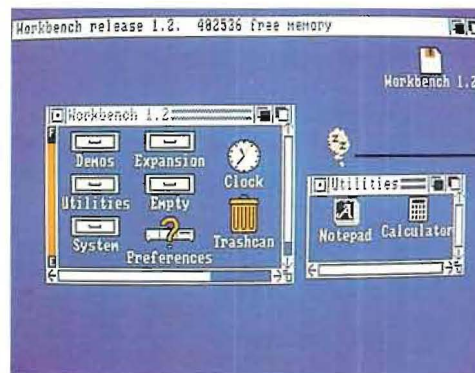 Workbench release 1.2. 402536 free memory
Workbench 1.2
Workbench 1.2
F
Demos
Expansion
Clock
Utilities
Empty
System
Preferences
Trashcan
E
zz
Utilities
Notepad
Calculator